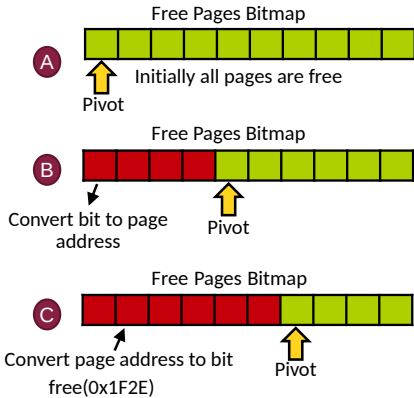 Free Pages Bitmap
A
Initially all pages are free
Pivot
Free Pages Bitmap
B
Convert bit to page
address
Pivot
Free Pages Bitmap
C
Convert page address to bit
free(0x1F2E)
Pivot